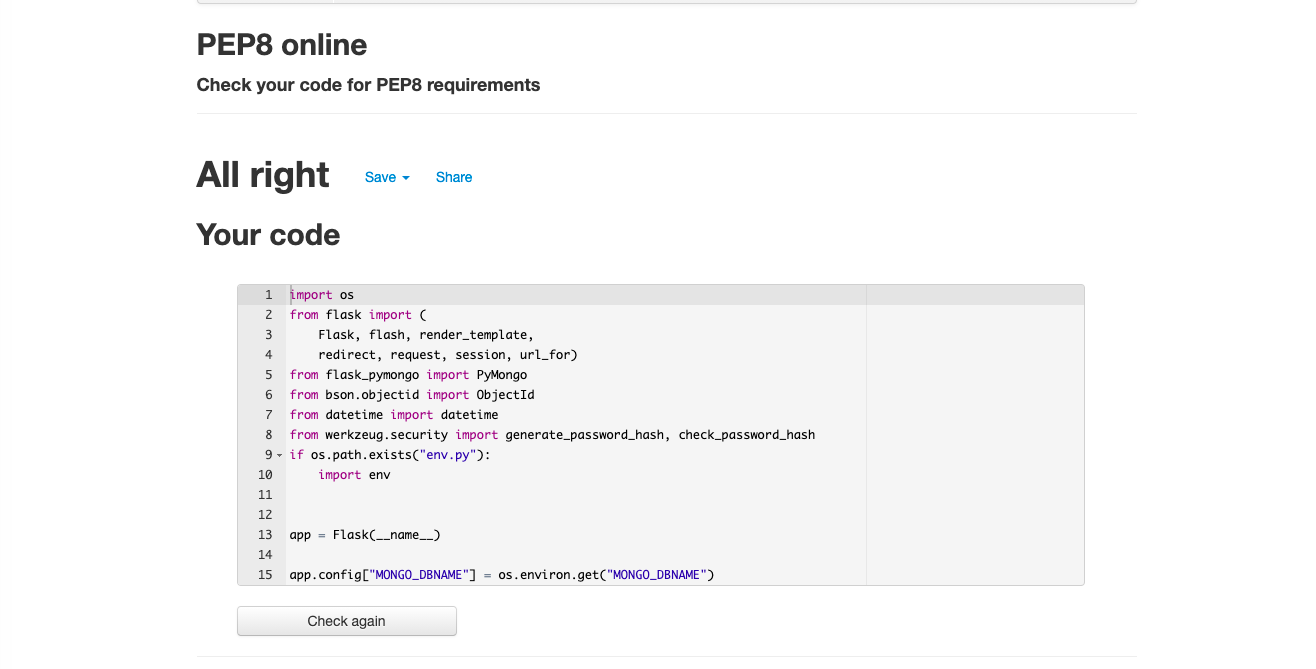 PEP8 online
Check your code for PEP8 requirements
All right Save Share
Your code
1 import os
2 from flask import (
3     Flask, flash, render_template,
4     redirect, request, session, url_for)
5 from flask_pymongo import PyMongo
6 from bson.objectid import ObjectId
7 from datetime import datetime
8 from werkzeug.security import generate_password_hash, check_password_hash
9 if os.path.exists("env.py"):
10     import env
11
12
13 app = Flask(__name__)
14
15 app.config["MONGO_DBNAME"] = os.environ.get("MONGO_DBNAME")
Check again